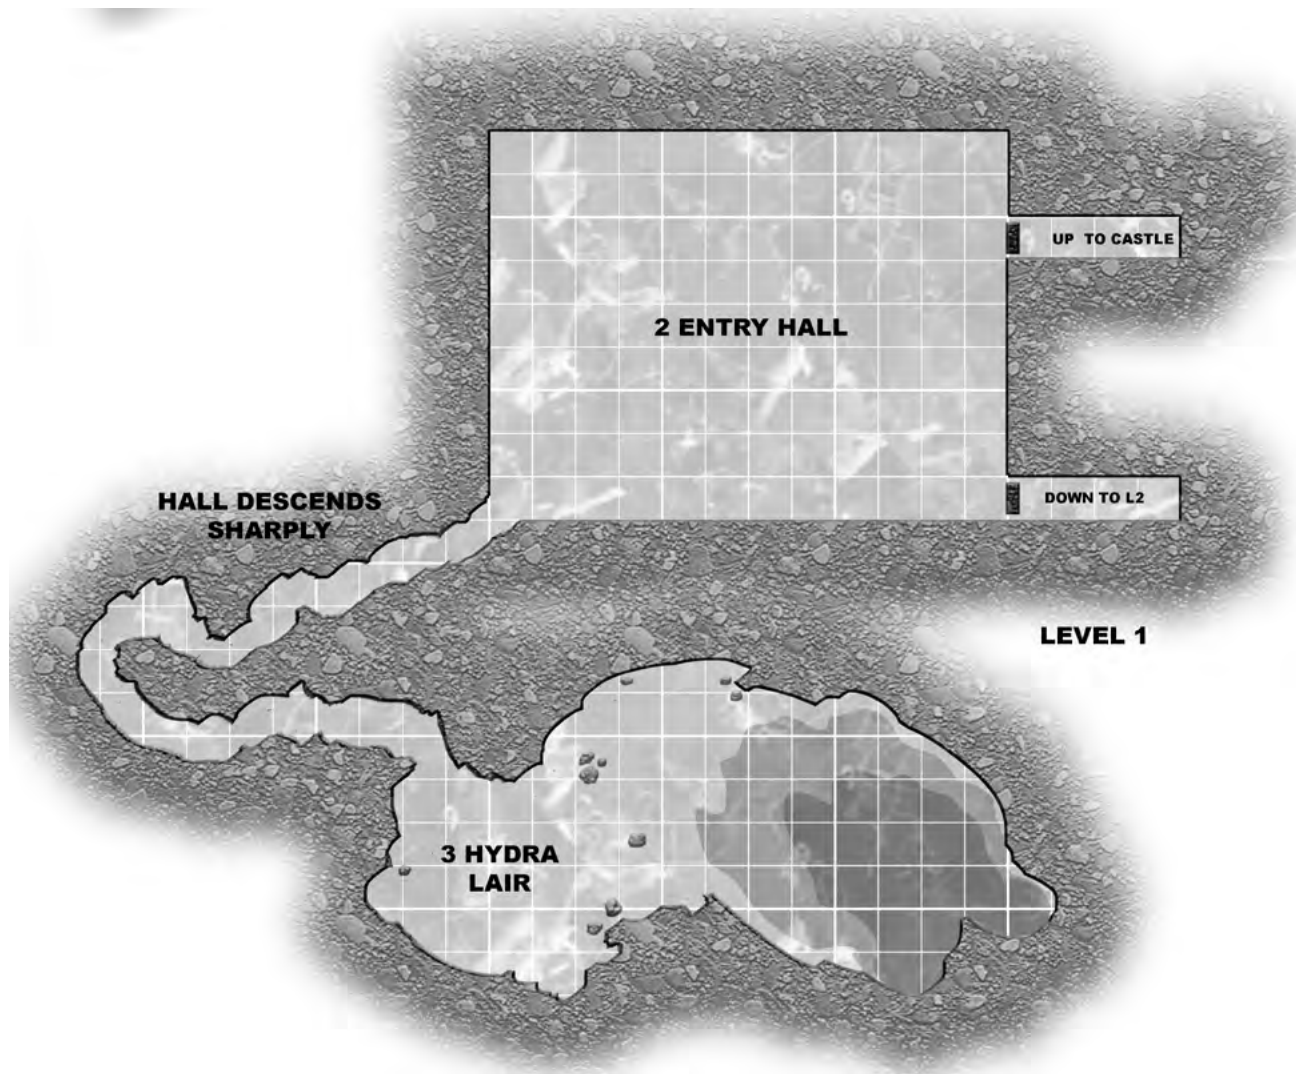 UP TO CASTLE
2 ENTRY HALL
HALL DESCENDS
SHARPLY
DOWN TO L2
LEVEL 1
3 HYDRA
LAIR